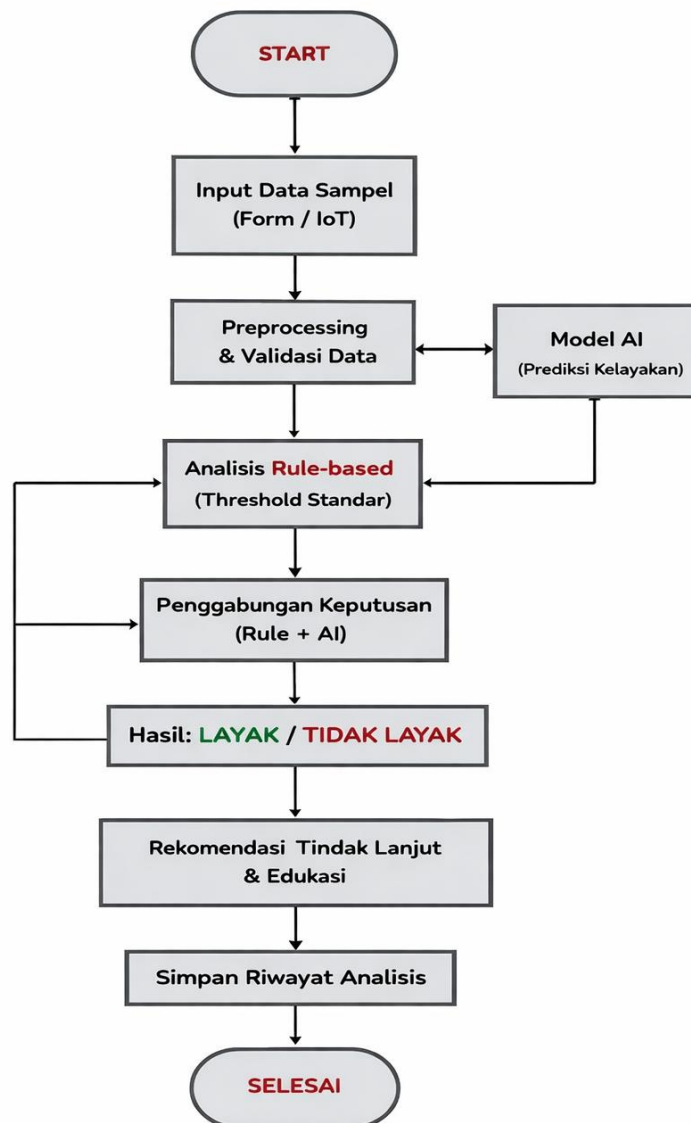 START
Input Data Sampel
(Form / IoT)
Preprocessing
& Validasi Data
Model AI
(Prediksi Kelayakan)
Analisis Rule-based
(Threshold Standar)
Penggabungan Keputusan
(Rule + AI)
Hasil: LAYAK / TIDAK LAYAK
Rekomendasi Tindak Lanjut
& Edukasi
Simpan Riwayat Analisis
SELESAI